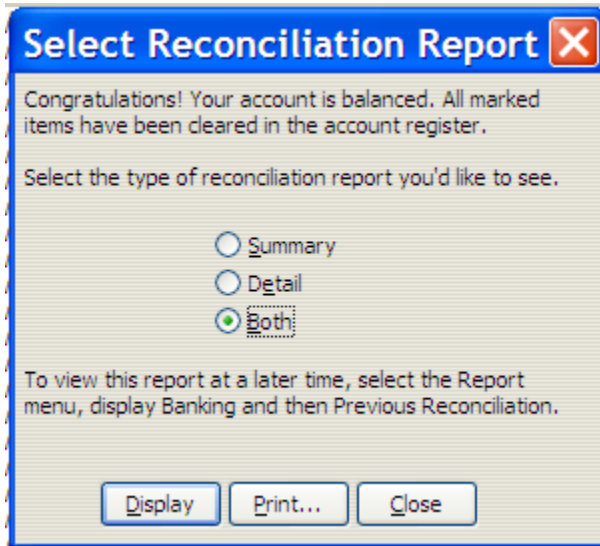 Select Reconciliation Report
Congratulations! Your account is balanced. All marked
items have been cleared in the account register.
Select the type of reconciliation report you'd like to see.
Summary
Detail
Both
To view this report at a later time, select the Report
menu, display Banking and then Previous Reconciliation.
Display Print... Close